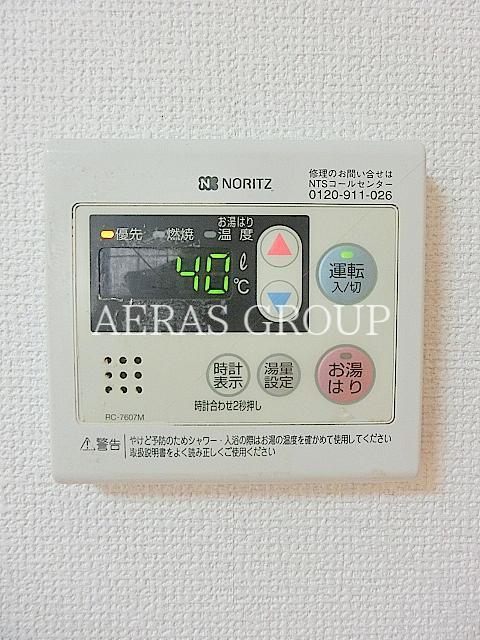 NORITZ
修理のお問い合せは
NTSコールセンター
0120-911-026
お湯はり
優先 燃焼 温度
40 ℓ
℃
運転
入/切
AERAS GROUP
時計
表示
湯量
設定
お湯
はり
時計合わせ2秒押し
RC-7607M
⚠警告 やけど予防のためシャワー・入浴の際はお湯の温度を確かめて使用してください
取扱説明書をよく読み正しくご使用ください